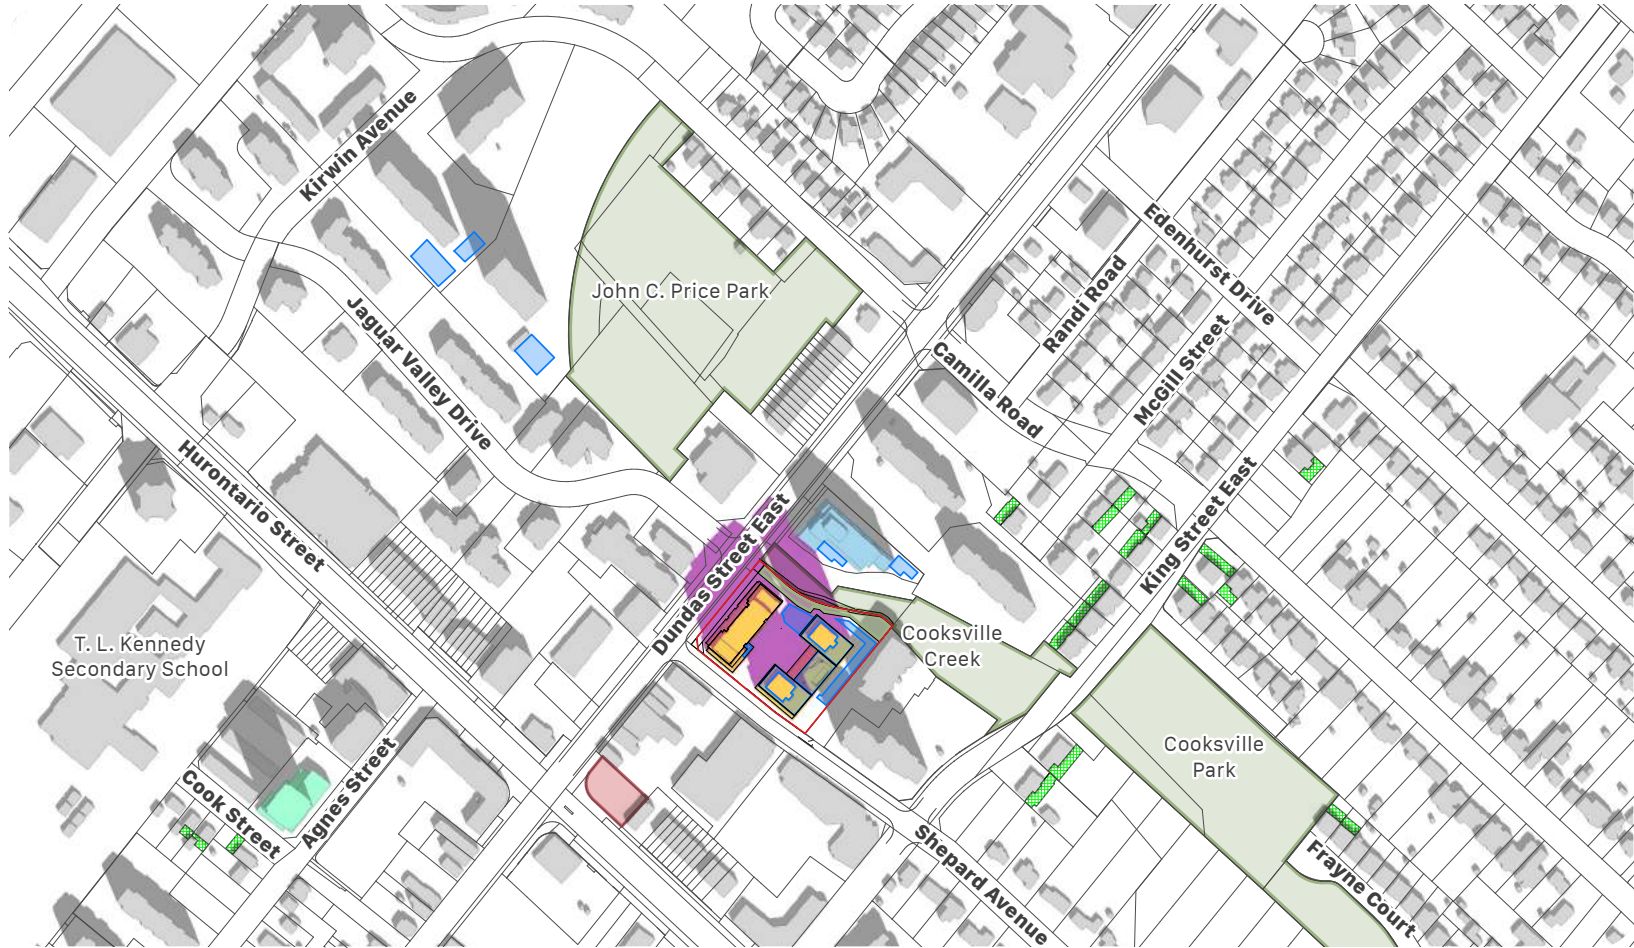 Kirwin Avenue
Edenhurst Drive
John C. Price Park
Randi Road
Jaguar Valley Drive
McGill Street
Camilla Road
Hurontario Street
King Street East
Dundas Street East
T. L. Kennedy
Secondary School
Cooksville
Creek
Cooksville
Park
Cook Street
Agnes Street
Shepard Avenue
Frayne Court